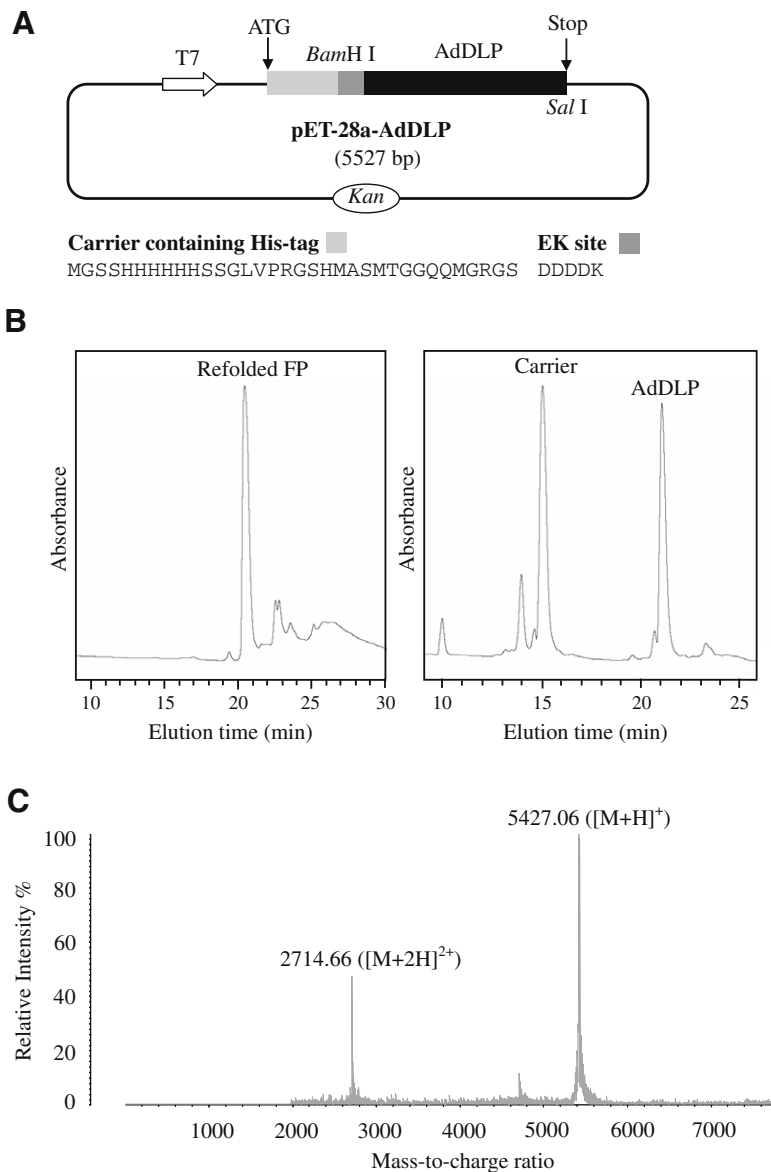 A
ATG
Stop
T7
BamH I
AdDLP
Sal I
pET-28a-AdDLP
(5527 bp)
Kan
Carrier containing His-tag
EK site
MGSSHHHHHHSSGLVPRGSHMASMTGGQQMGRGS DDDDK
B
Refolded FP
Absorbance
10 15 20 25 30
Elution time (min)
Carrier
AdDLP
Absorbance
10 15 20 25
Elution time (min)
C
5427.06 ([M+H]+)
2714.66 ([M+2H]2+)
Relative Intensity %
100
80
60
40
20
0
1000 2000 3000 4000 5000 6000 7000
Mass-to-charge ratio